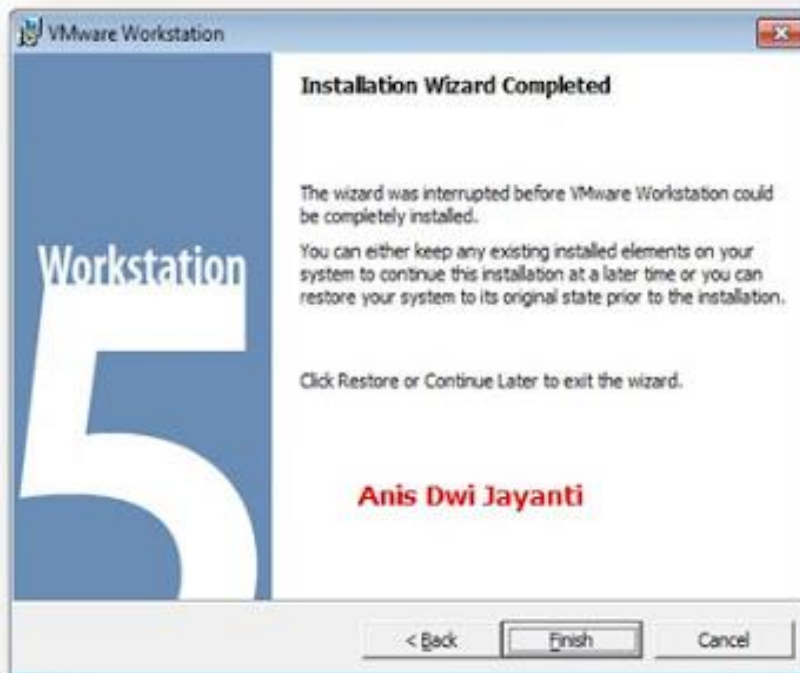 VMware Workstation
Installation Wizard Completed
The wizard was interrupted before VMware Workstation could
be completely installed.
You can either keep any existing installed elements on your
system to continue this installation at a later time or you can
restore your system to its original state prior to the installation.
Click Restore or Continue Later to exit the wizard.
Workstation
5
Anis Dwi Jayanti
< Back
Finish
Cancel